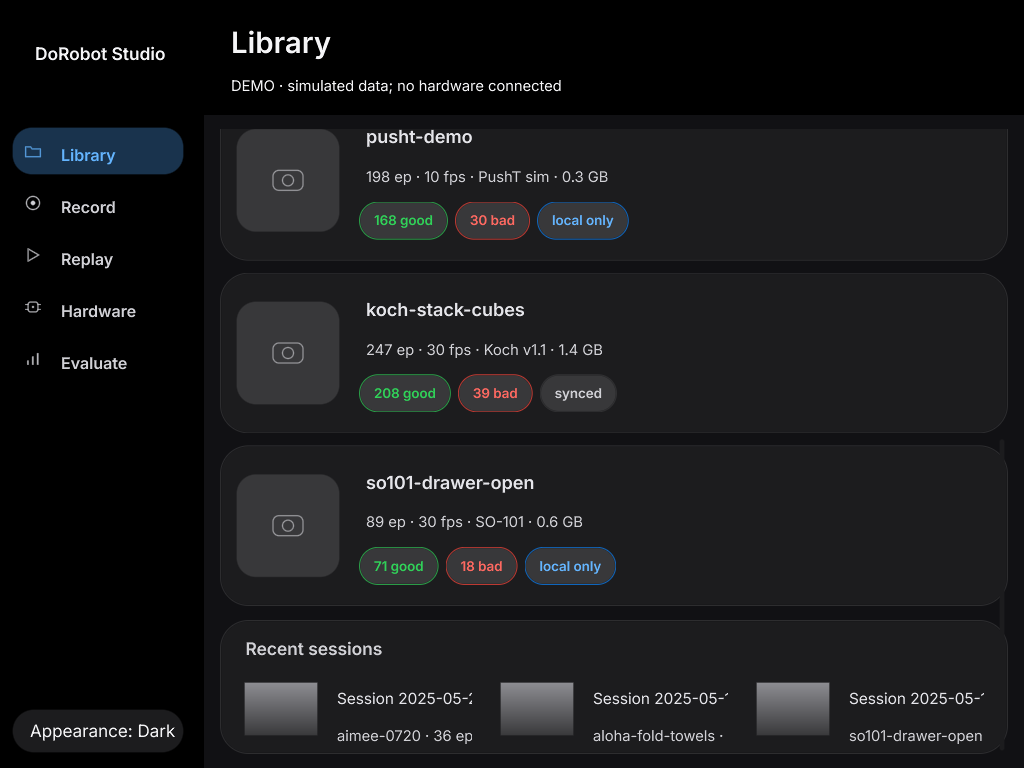 DoRobot Studio
Library
DEMO · simulated data; no hardware connected
Library
Record
Replay
Hardware
Evaluate
Appearance: Dark
pusht-demo
198 ep · 10 fps · PushT sim · 0.3 GB
168 good
30 bad
local only
koch-stack-cubes
247 ep · 30 fps · Koch v1.1 · 1.4 GB
208 good
39 bad
synced
so101-drawer-open
89 ep · 30 fps · SO-101 · 0.6 GB
71 good
18 bad
local only
Recent sessions
Session 2025-05-
aimee-0720 · 36 ep
Session 2025-05-
aloha-fold-towels ·
Session 2025-05-
so101-drawer-open